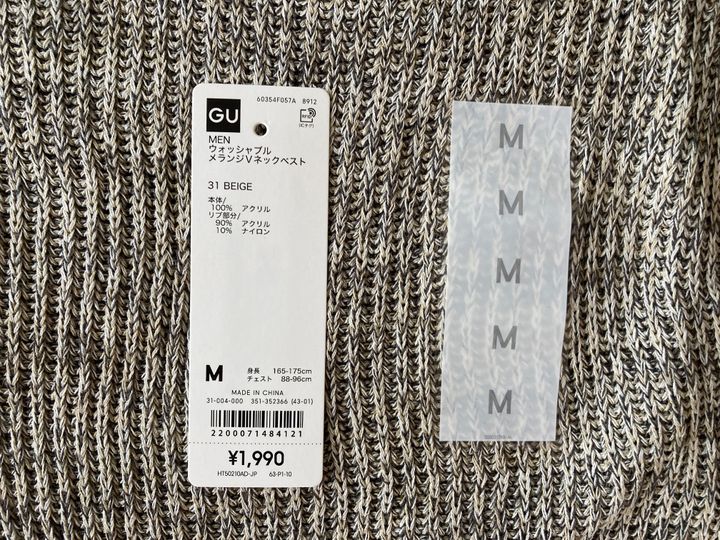 60354F057A 8912
GU
MEN
ウォッシャブル
メランジVネックベスト
31 BEIGE
本体/
100% アクリル
リブ部分/
90% アクリル
10% ナイロン
M 身長 165-175cm
チェスト 88-96cm
MADE IN CHINA
31-004-000 351-352366 (43-01)
2200071484121
¥1,990
HT50210AD-JP 63-P1-10
M
M
M
M
M